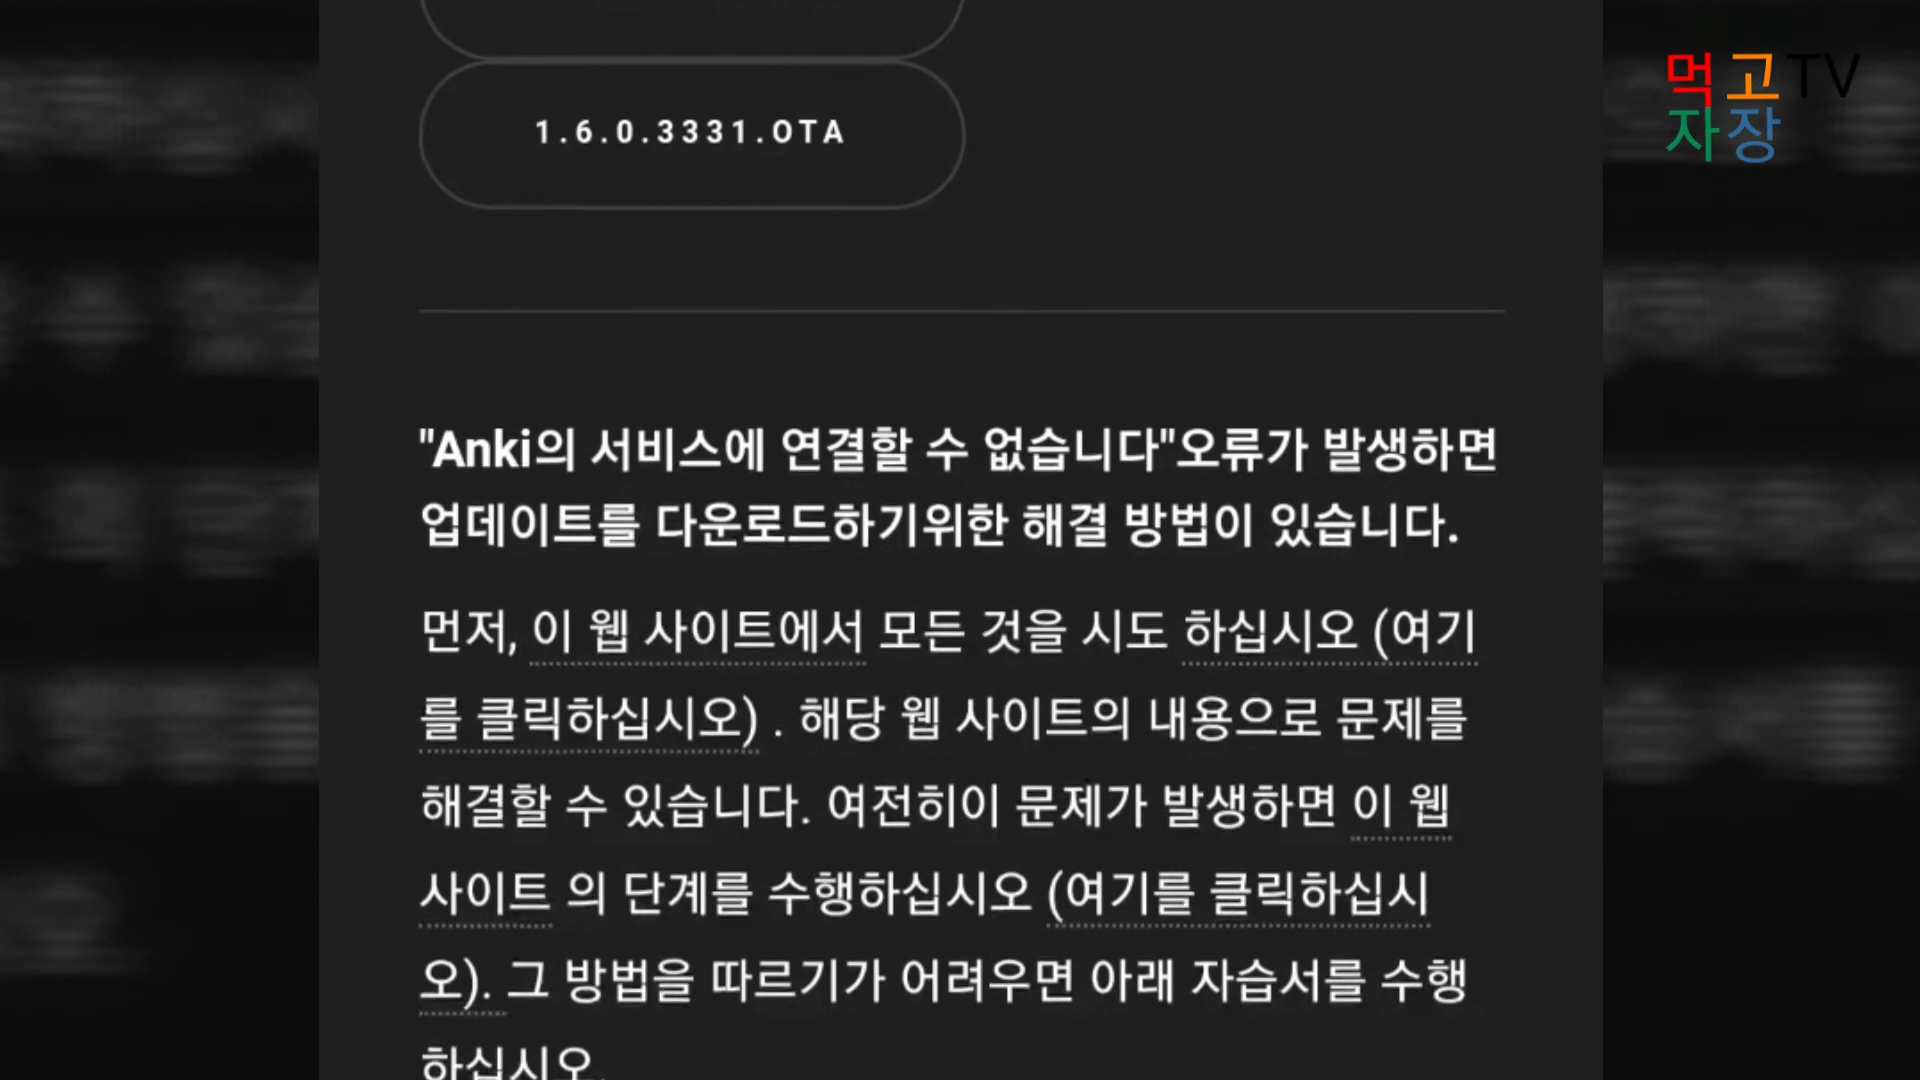 먹고TV
자장
1.6.0.3331.OTA
"Anki의 서비스에 연결할 수 없습니다"오류가 발생하면
업데이트를 다운로드하기위한 해결 방법이 있습니다.
먼저, 이 웹 사이트에서 모든 것을 시도 하십시오 (여기
를 클릭하십시오) . 해당 웹 사이트의 내용으로 문제를
해결할 수 있습니다. 여전히이 문제가 발생하면 이 웹
사이트 의 단계를 수행하십시오 (여기를 클릭하십시
오). 그 방법을 따르기가 어려우면 아래 자습서를 수행
하십시오.